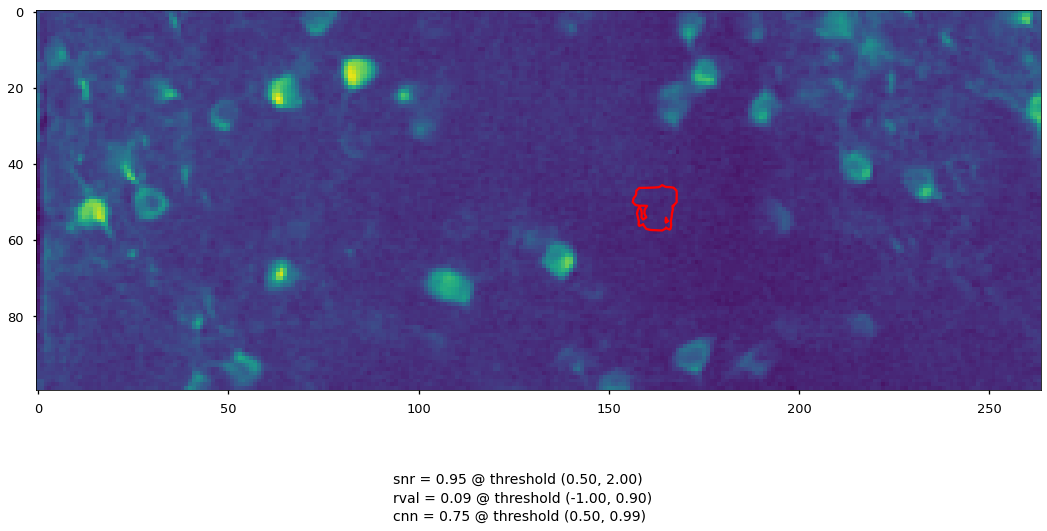 0
20
40
60
80
0 50 100 150 200 250
snr = 0.95 @ threshold (0.50, 2.00)
rval = 0.09 @ threshold (-1.00, 0.90)
cnn = 0.75 @ threshold (0.50, 0.99)